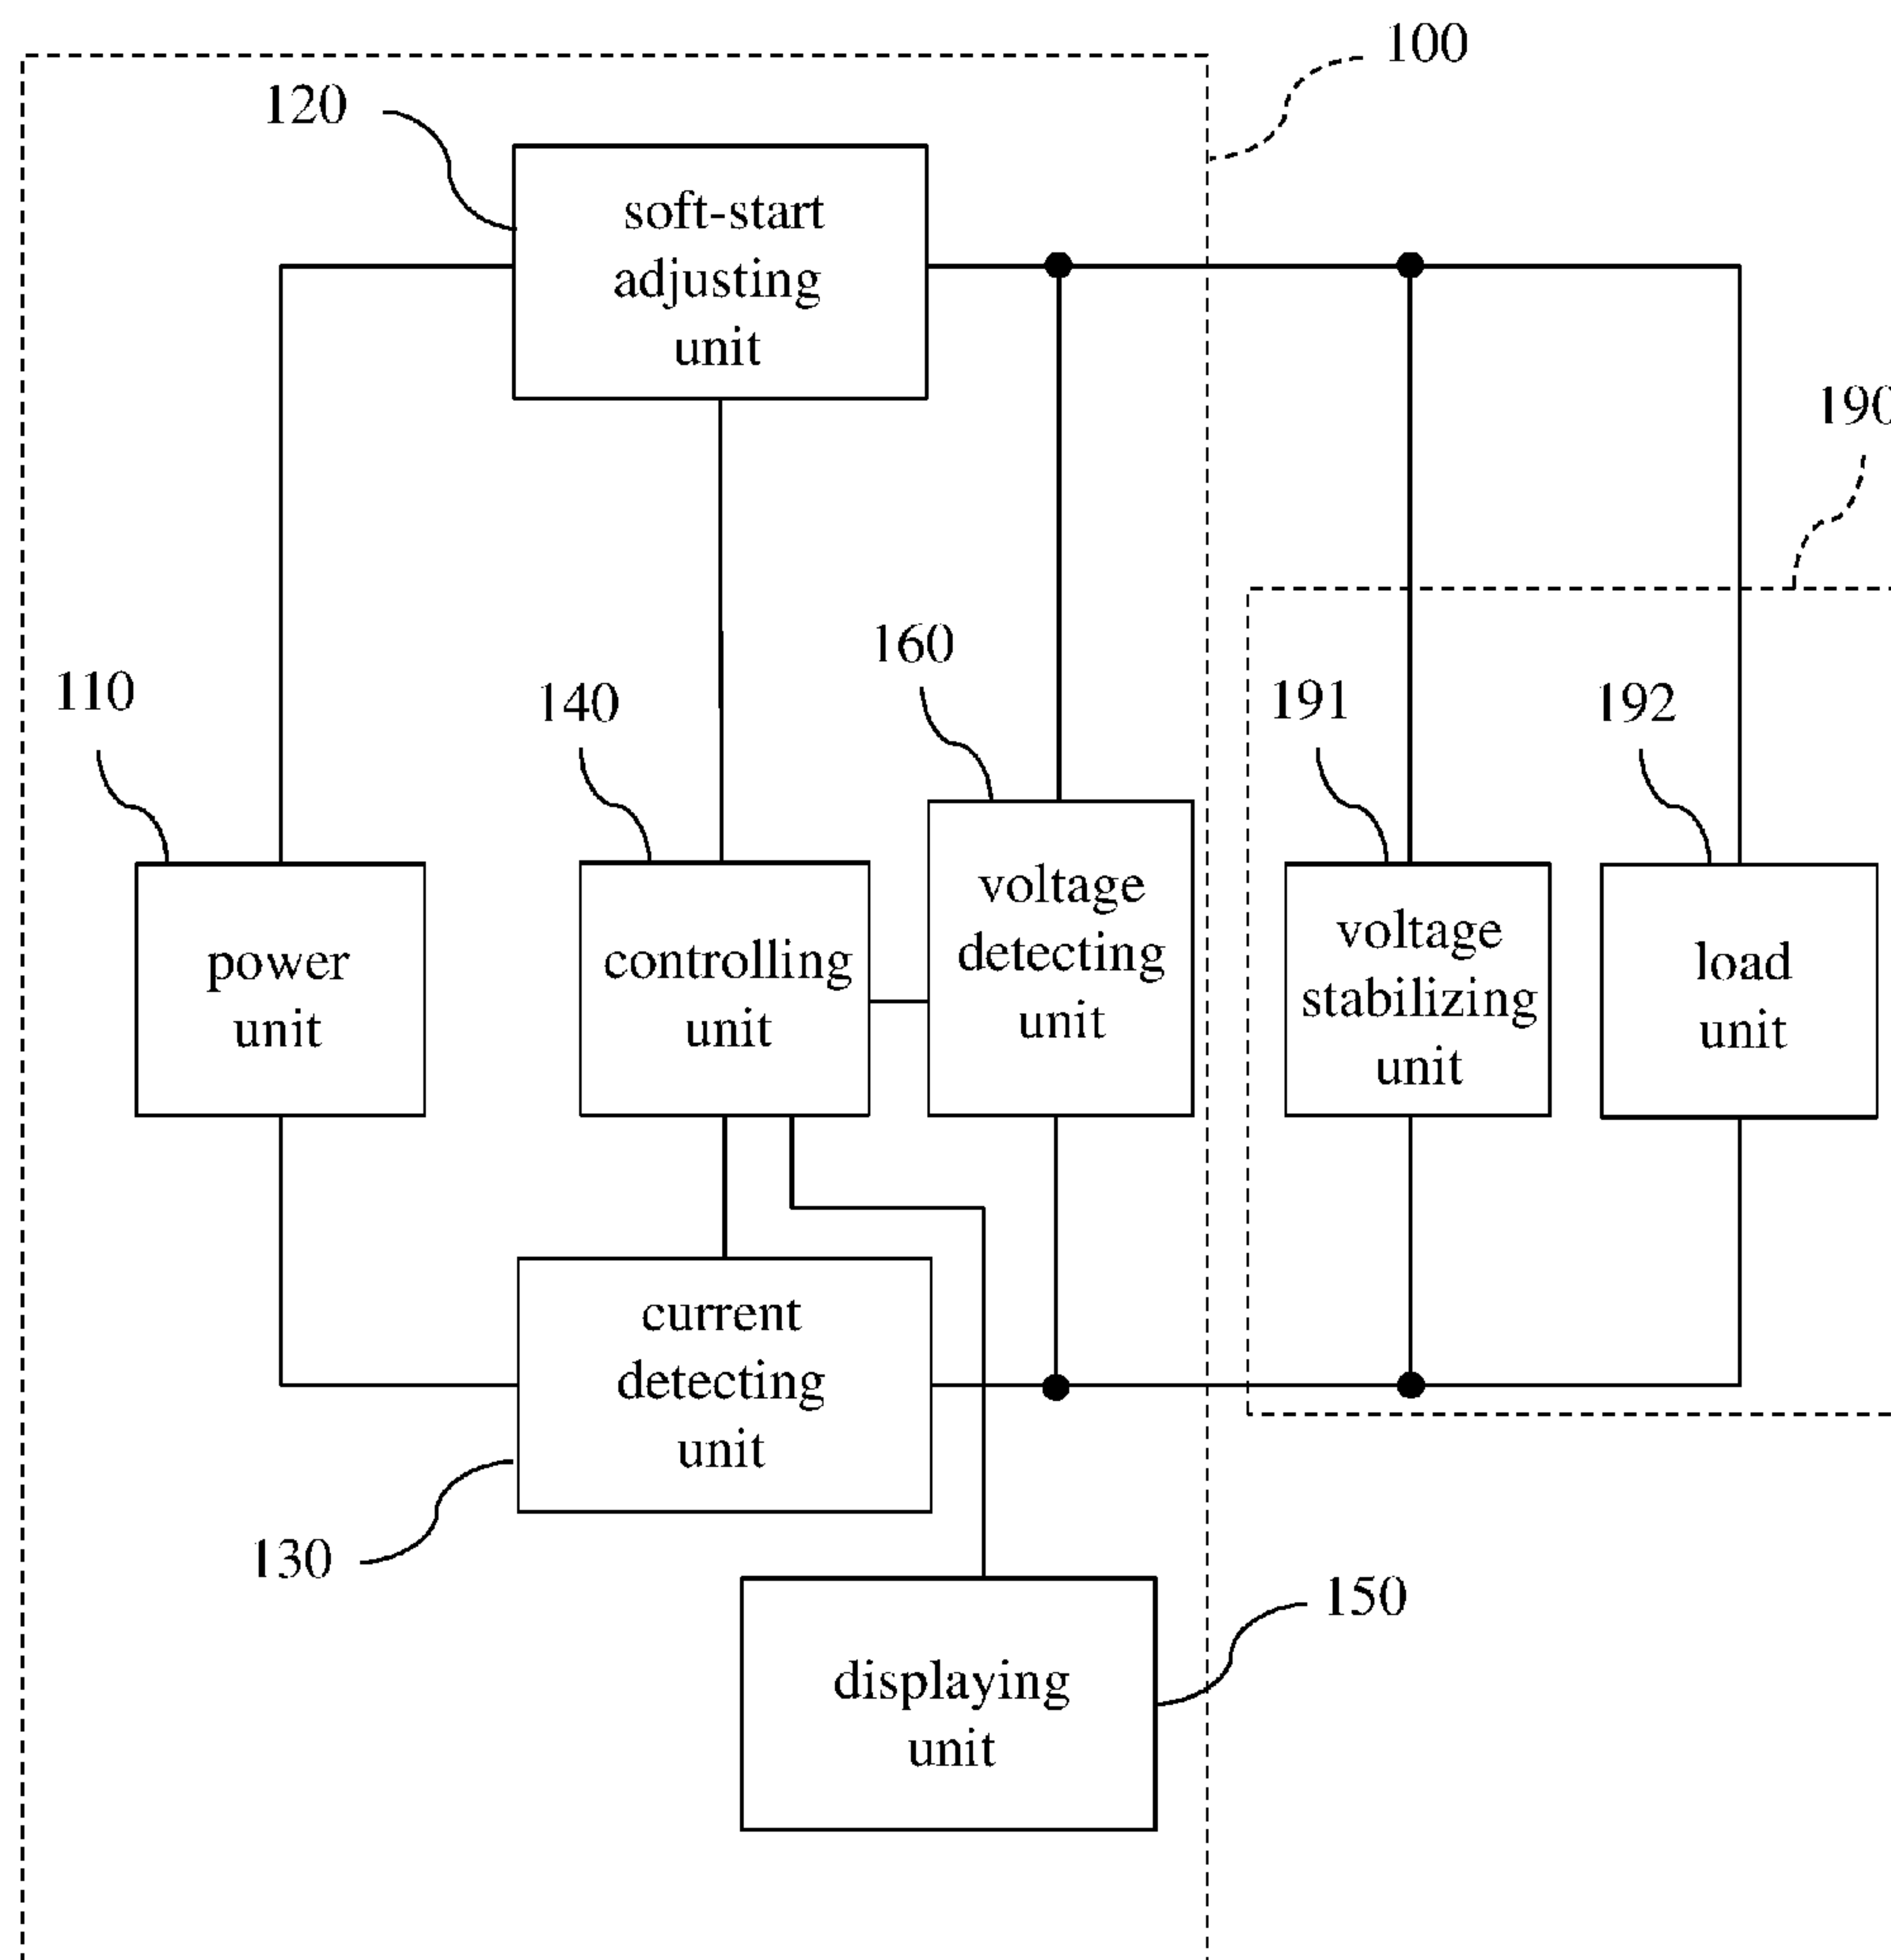 100
120
soft-start
adjusting
unit
190
160
110
140
191
192
voltage
detecting
unit
power
unit
controlling
unit
voltage
stabilizing
unit
load
unit
current
detecting
unit
130
150
displaying
unit